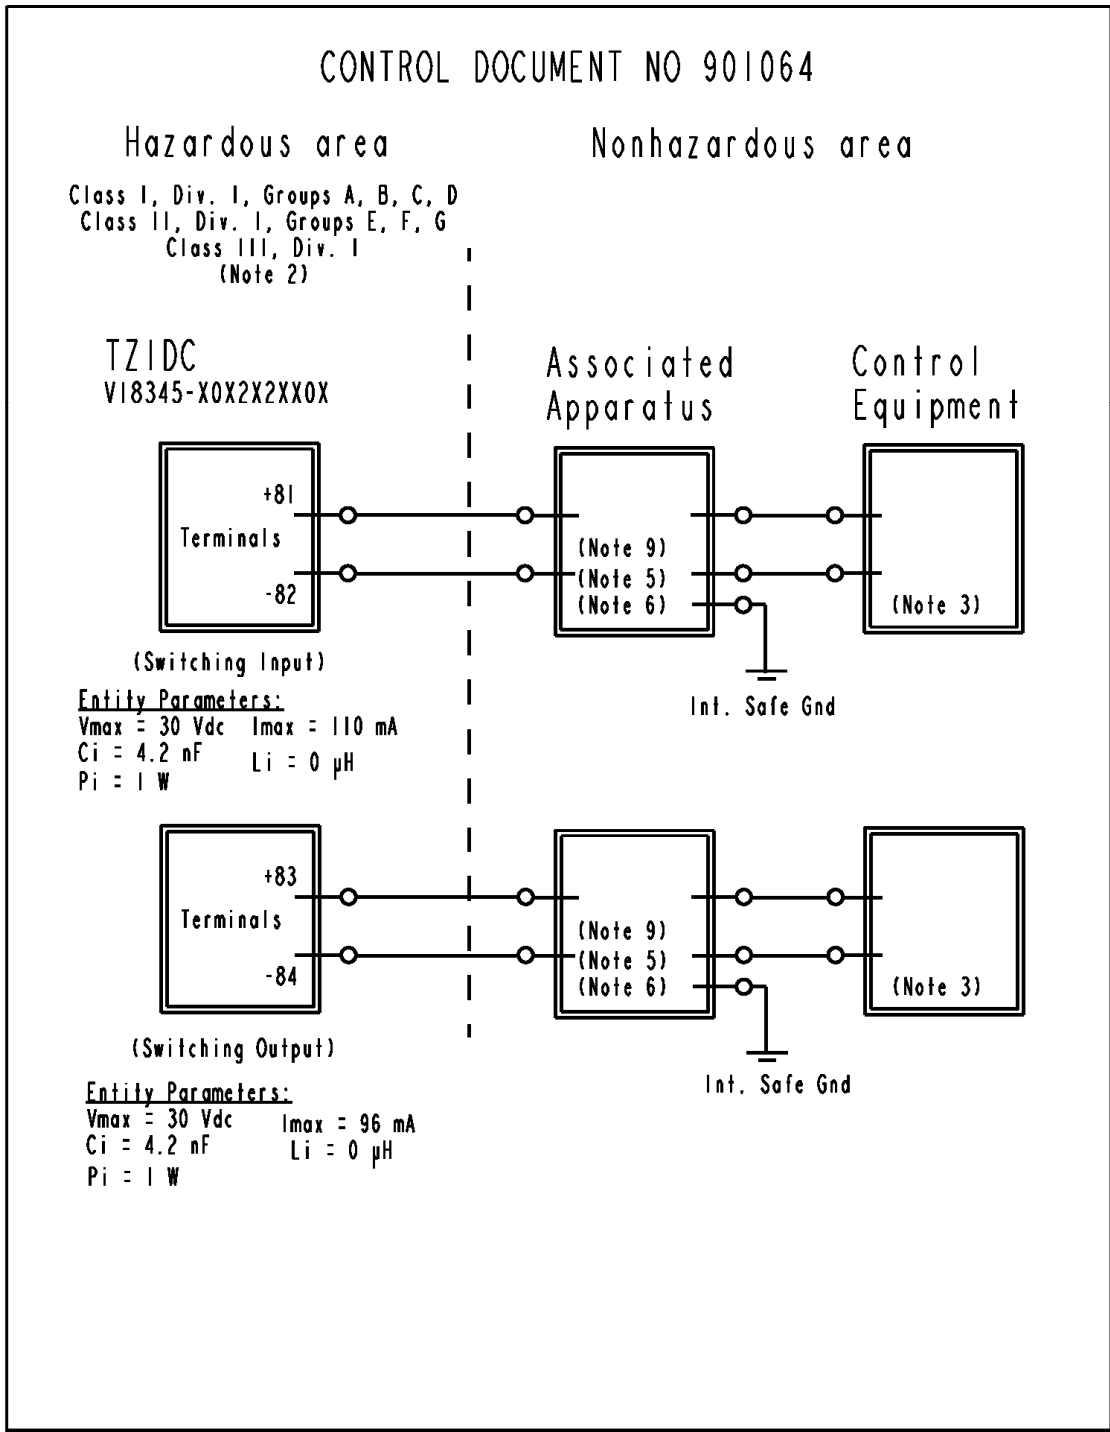 CONTROL DOCUMENT NO 901064
Hazardous area
Nonhazardous area
Class I, Div. I, Groups A, B, C, D
Class II, Div. I, Groups E, F, G
Class III, Div. I
(Note 2)
TZIDC
V18345-X0X2X2XX0X
Associated
Apparatus
Control
Equipment
+81
Terminals
-82
(Note 9)
(Note 5)
(Note 6)
(Note 3)
(Switching Input)
Int. Safe Gnd
Entity Parameters:
Vmax = 30 Vdc Imax = 110 mA
Ci = 4.2 nF
Li = 0 µH
Pi = 1 W
+83
Terminals
-84
(Note 9)
(Note 5)
(Note 6)
(Note 3)
(Switching Output)
Int. Safe Gnd
Entity Parameters:
Vmax = 30 Vdc Imax = 96 mA
Ci = 4.2 nF Li = 0 µH
Pi = 1 W